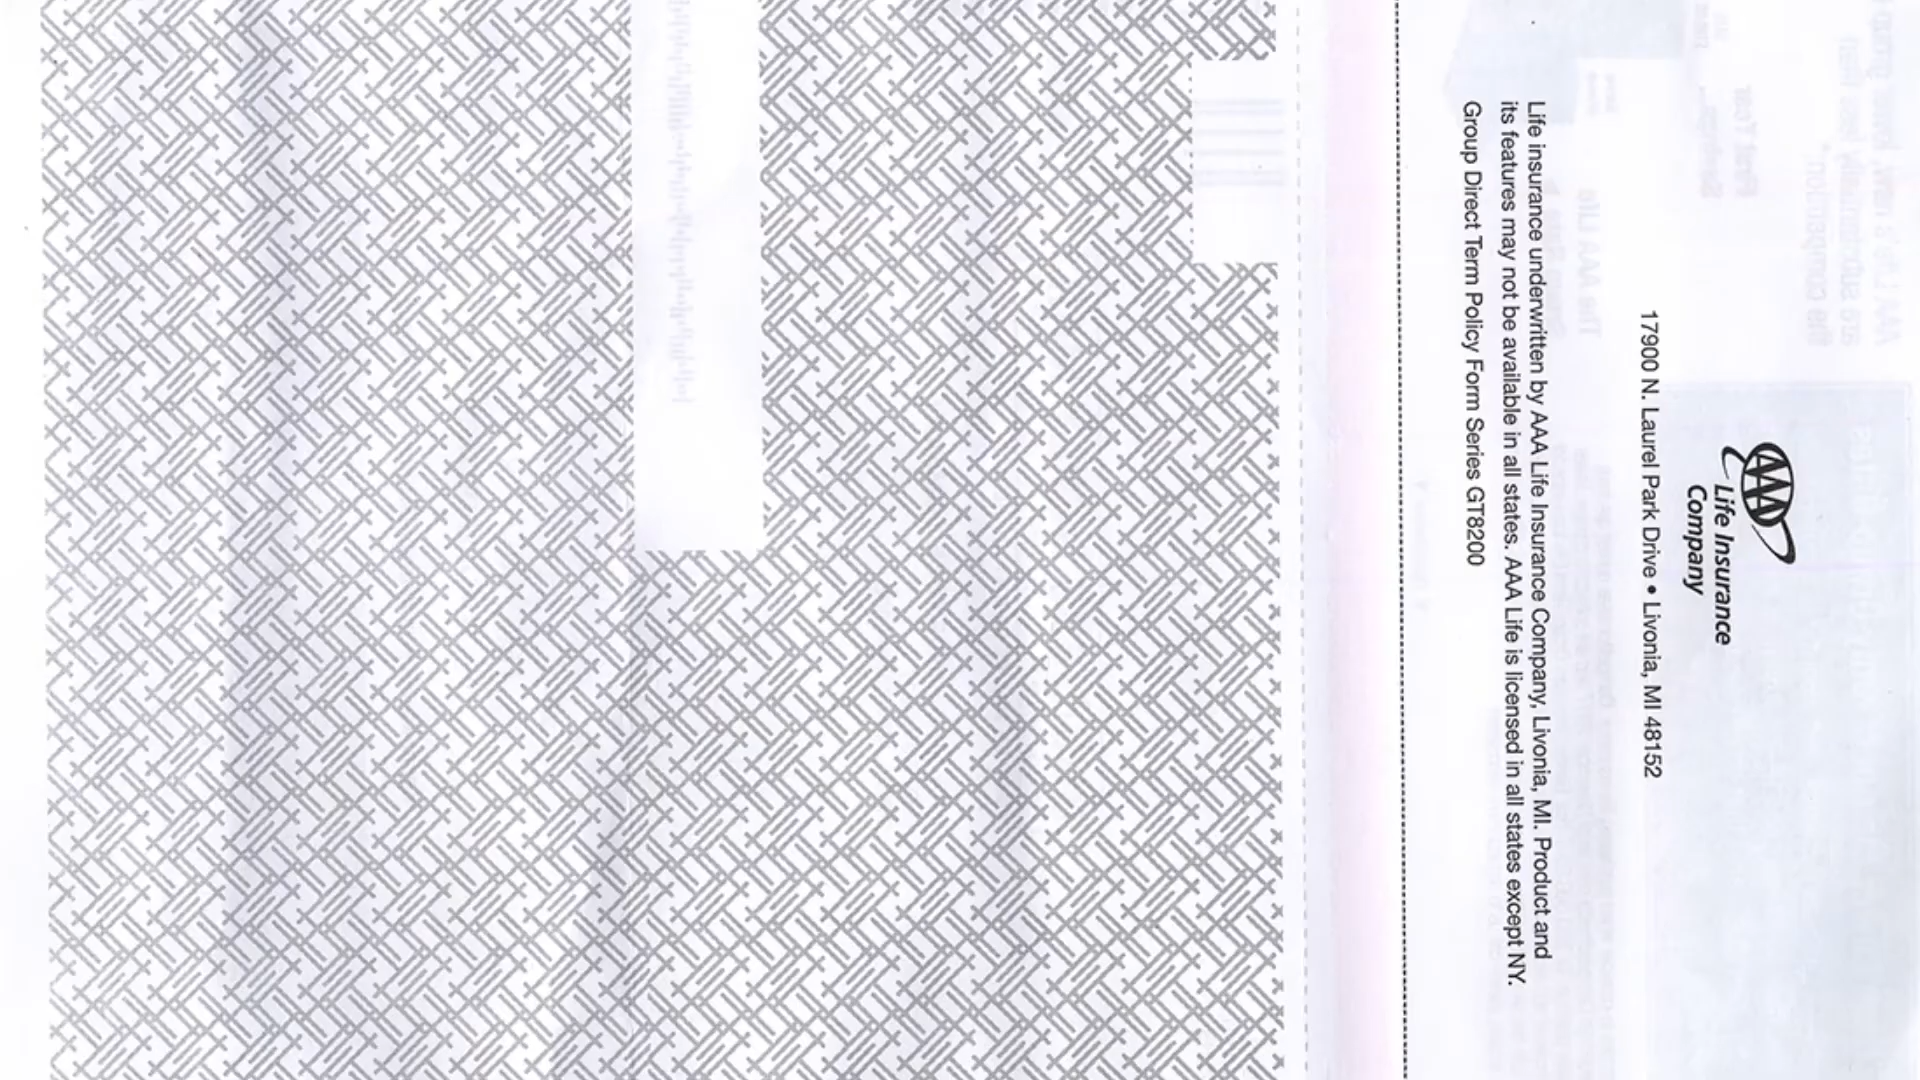 AAA
Life Insurance
Company
17900 N. Laurel Park Drive • Livonia, MI 48152
Life insurance underwritten by AAA Life Insurance Company, Livonia, MI. Product and
its features may not be available in all states. AAA Life is licensed in all states except NY.
Group Direct Term Policy Form Series GT8200